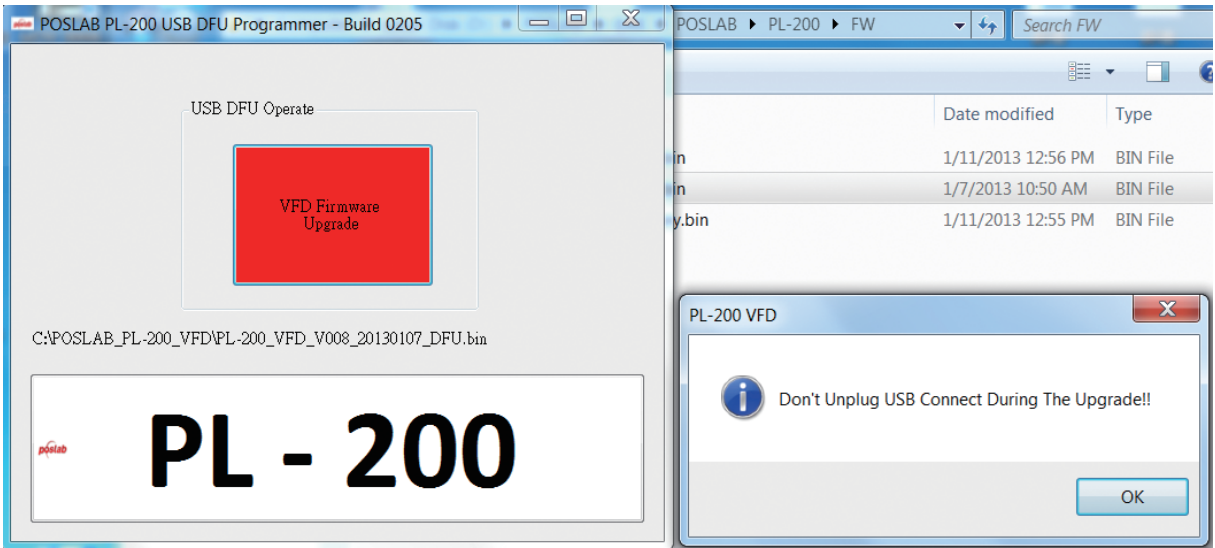 POSLAB PL-200 USB DFU Programmer - Build 0205
USB DFU Operate
VFD Firmware
Upgrade
C:\POSLAB_PL-200_VFD\PL-200_VFD_V008_20130107_DFU.bin
poslab
PL - 200
POSLAB PL-200 FW
Search FW
Date modified Type
in 1/11/2013 12:56 PM BIN File
in 1/7/2013 10:50 AM BIN File
y.bin 1/11/2013 12:55 PM BIN File
PL-200 VFD
Don't Unplug USB Connect During The Upgrade!!
OK